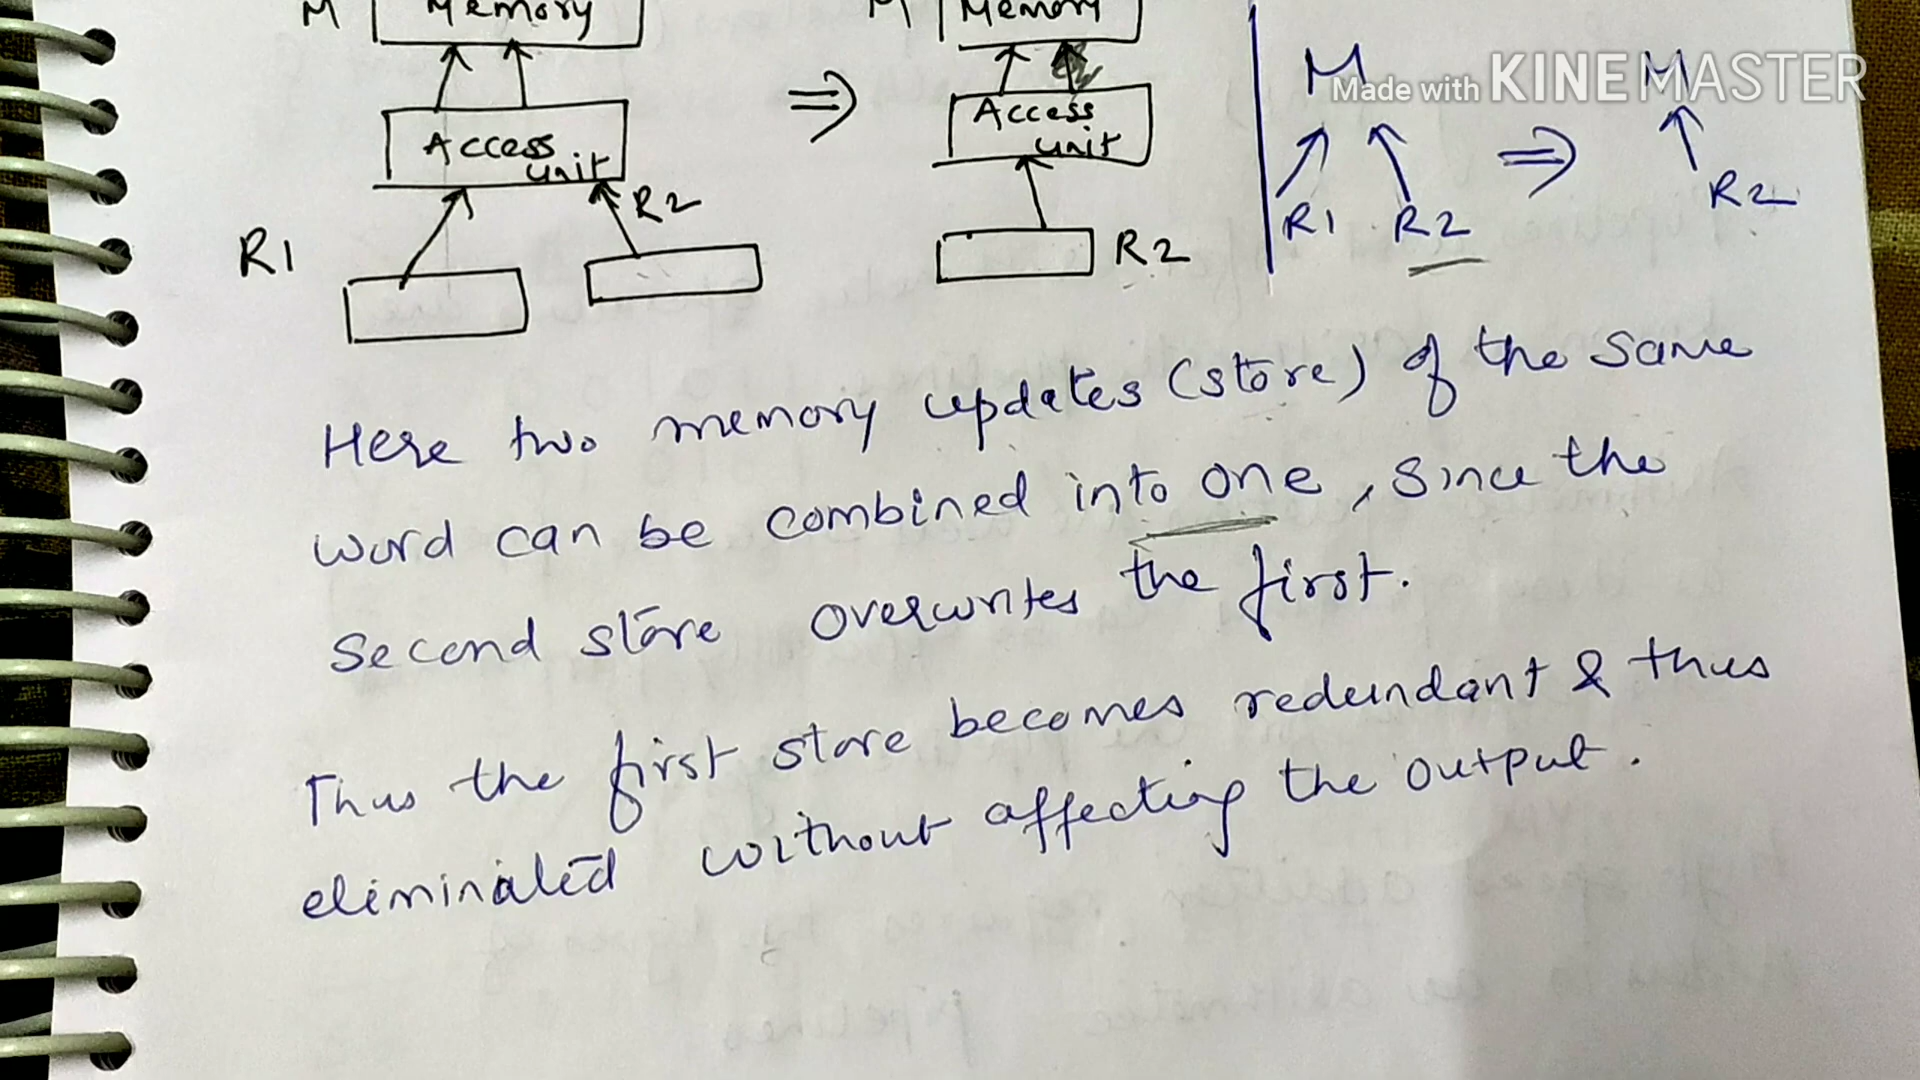 M Memory M Memory
Made with KINEMASTER
M M
Access unit Access unit
R1 R2 R2 R1 R2 R2
Here two memory updates (store) of the same
word can be combined into one, since the
second store overwrites the first.
Thus the first store becomes redundant & thus
eliminated without affecting the output.